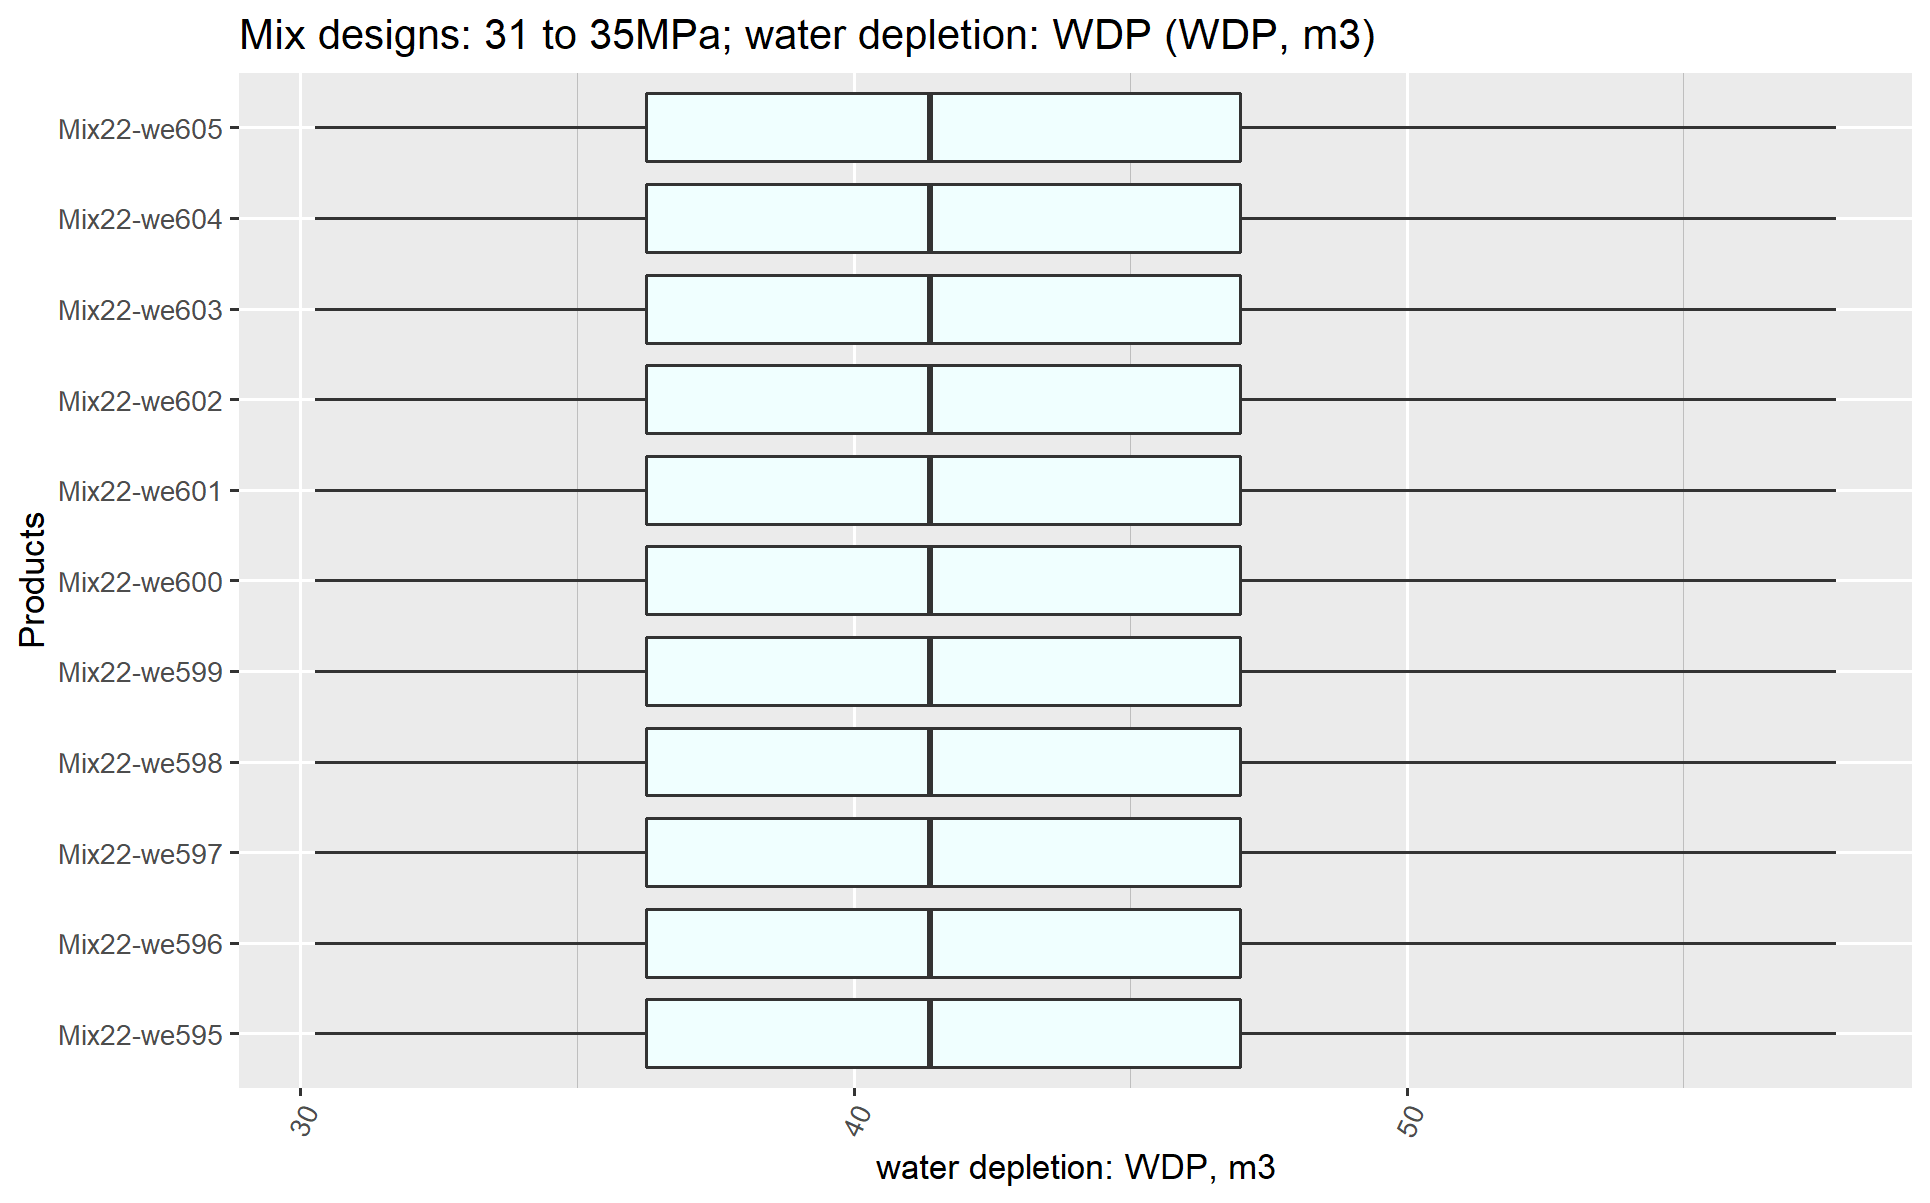 Mix designs: 31 to 35MPa; water depletion: WDP (WDP, m3)
Products
Mix22-we605
Mix22-we604
Mix22-we603
Mix22-we602
Mix22-we601
Mix22-we600
Mix22-we599
Mix22-we598
Mix22-we597
Mix22-we596
Mix22-we595
30
40
50
water depletion: WDP, m3